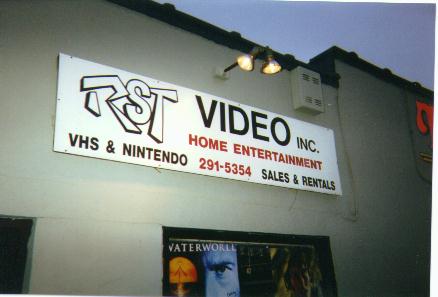 RST VIDEO INC.
HOME ENTERTAINMENT
VHS & NINTENDO 291-5354 SALES & RENTALS
WATERWORLD